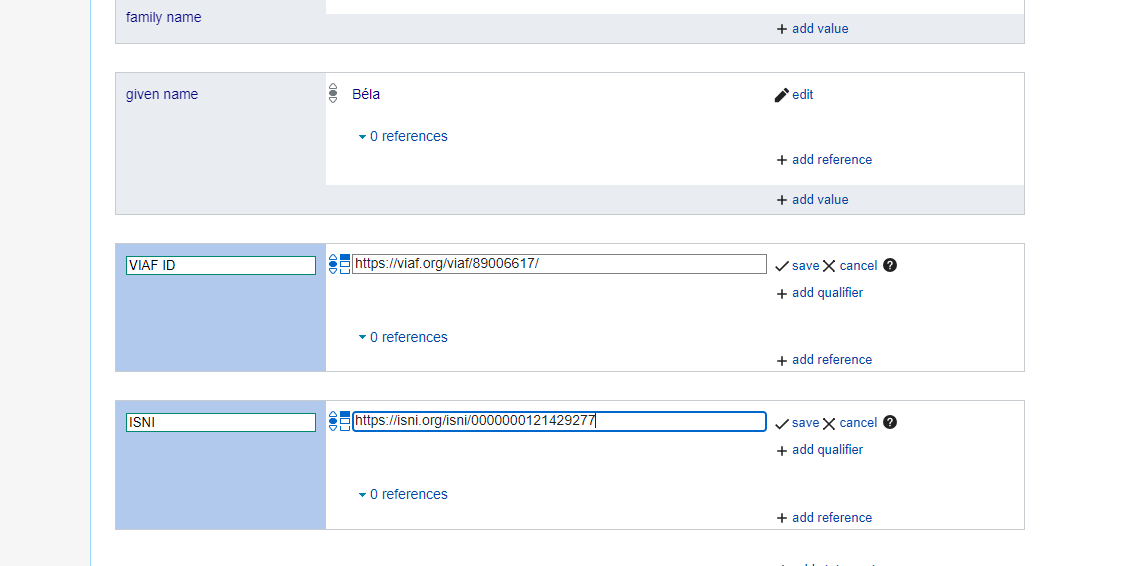 family name
+ add value
given name
Béla
edit
0 references
+ add reference
+ add value
VIAF ID
https://viaf.org/viaf/89006617/
save cancel ?
+ add qualifier
0 references
+ add reference
ISNI
https://isni.org/isni/0000000121429277
save cancel ?
+ add qualifier
0 references
+ add reference